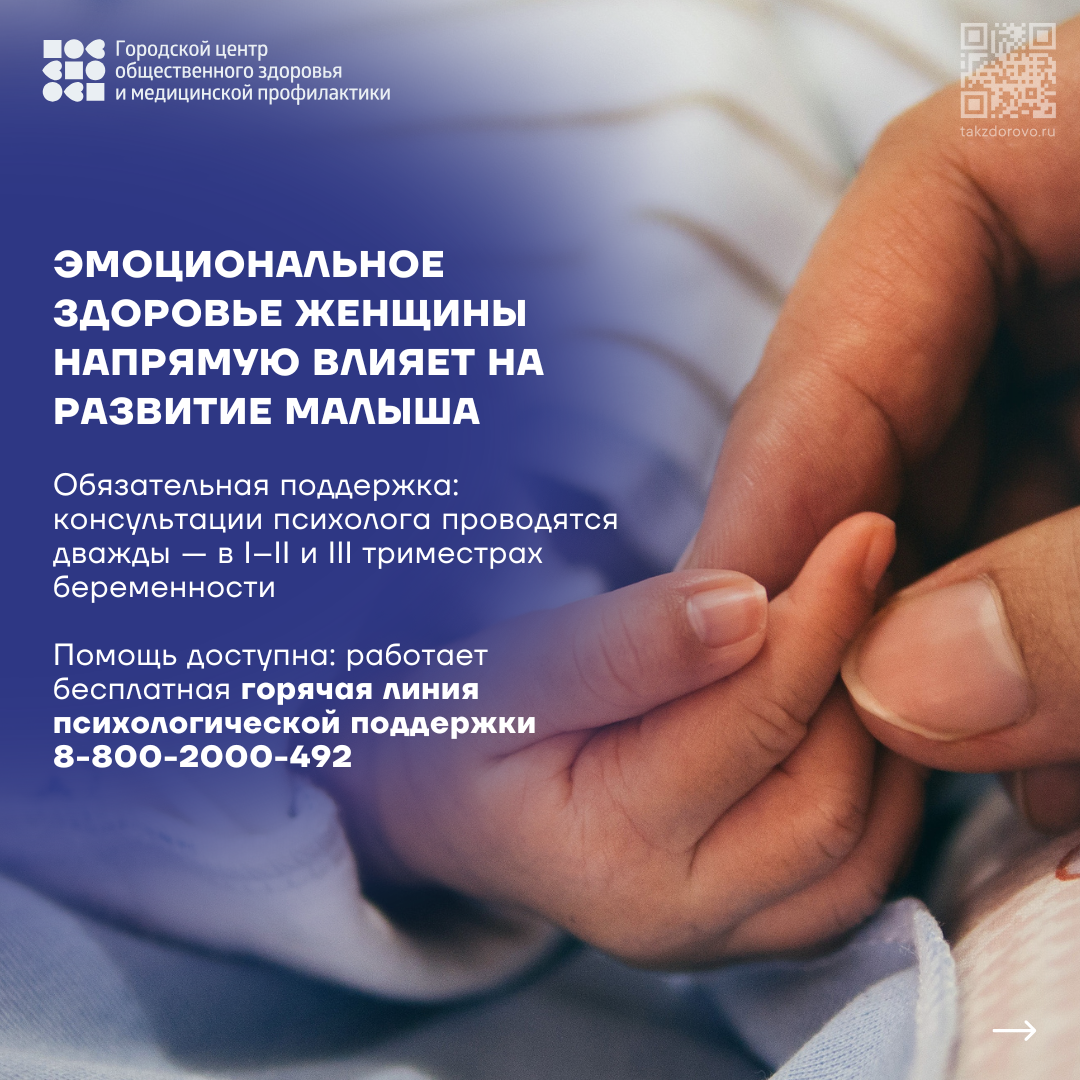 Городской центр
общественного здоровья
и медицинской профилактики
takzdorovo.ru
ЭМОЦИОНАЛЬНОЕ
ЗДОРОВЬЕ ЖЕНЩИНЫ
НАПРЯМУЮ ВЛИЯЕТ НА
РАЗВИТИЕ МАЛЫША
Обязательная поддержка:
консультации психолога проводятся
дважды — в I–II и III триместрах
беременности
Помощь доступна: работает
бесплатная горячая линия
психологической поддержки
8-800-2000-492